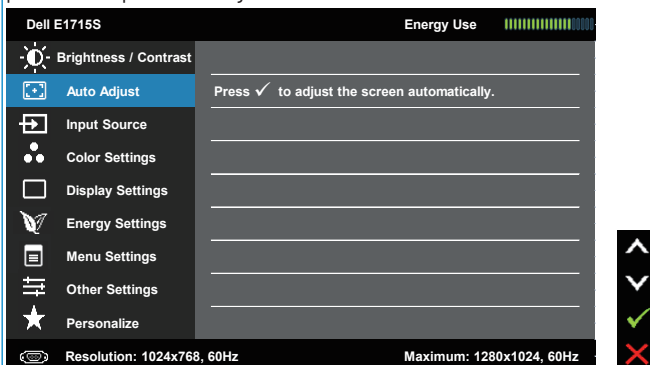 Dell E1715S Energy Use
Brightness / Contrast
Auto Adjust Press ✓ to adjust the screen automatically.
Input Source
Color Settings
Display Settings
Energy Settings
Menu Settings
Other Settings
Personalize
Resolution: 1024x768, 60Hz Maximum: 1280x1024, 60Hz